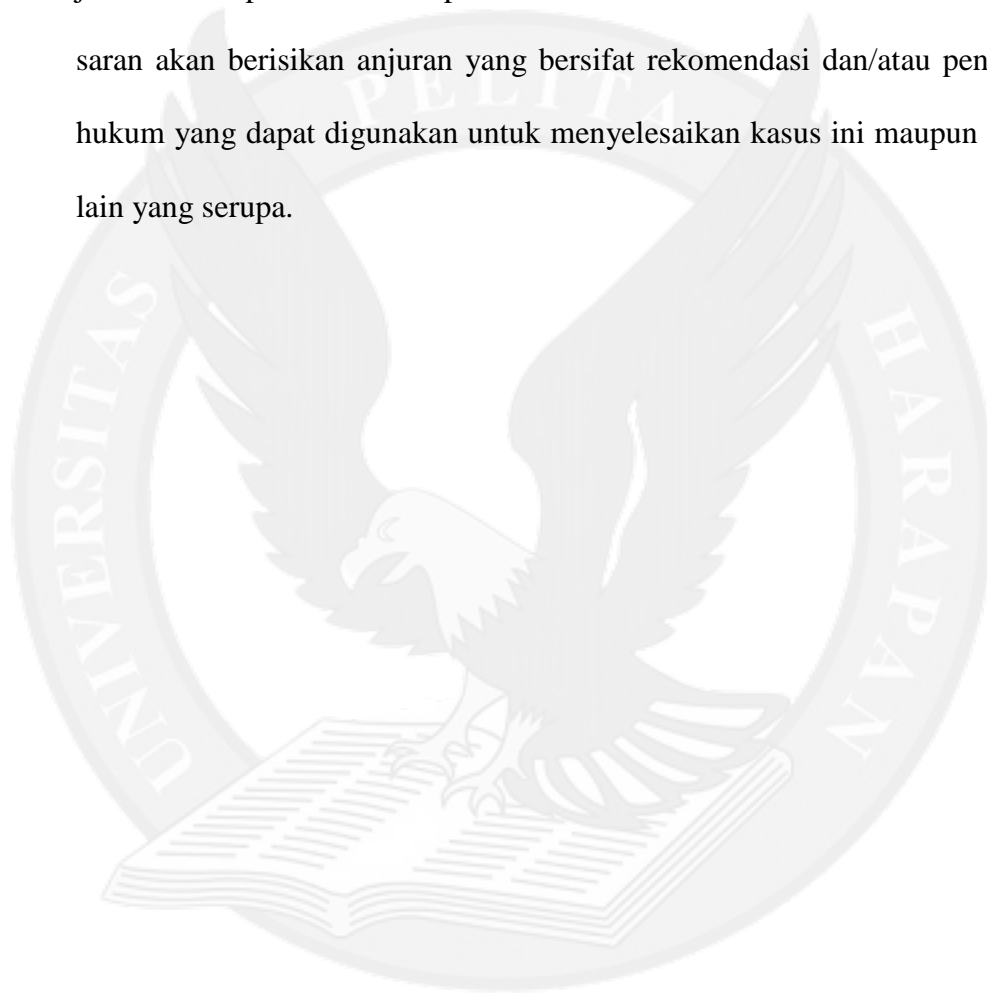 saran akan berisikan anjuran yang bersifat rekomendasi dan/atau pen
hukum yang dapat digunakan untuk menyelesaikan kasus ini maupun
lain yang serupa.
UNIVERSITAS PELITA HARAPAN